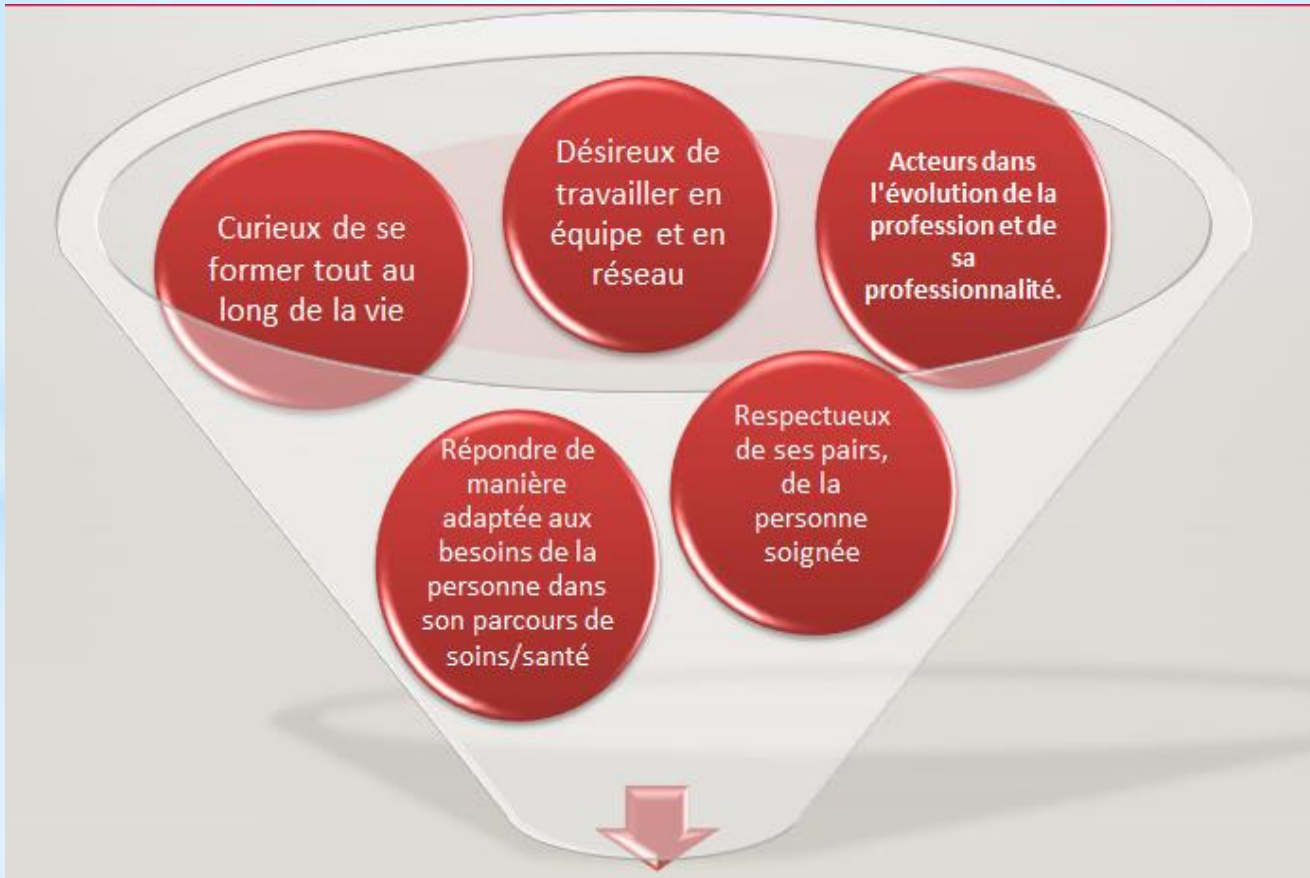 Curieux de se
former tout au
long de la vie
Désireux de
travailler en
équipe et en
réseau
Acteurs dans
l'évolution de la
profession et de
sa
professionnalité.
Répondre de
manière
adaptée aux
besoins de la
personne dans
son parcours de
soins/santé
Respectueux
de ses pairs,
de la
personne
soignée